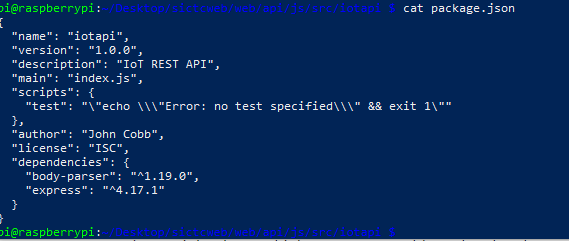 pi@raspberrypi: $ cat package.json
{
  "name": "iotapi",
  "version": "1.0.0",
  "description": "IoT REST API",
  "main": "index.js",
  "scripts": {
    "test": "\"echo \\\"Error: no test specified\\\" && exit 1\""
  },
  "author": "John Cobb",
  "license": "ISC",
  "dependencies": {
    "body-parser": "^1.19.0",
    "express": "^4.17.1"
  }
}
pi@raspberrypi: $